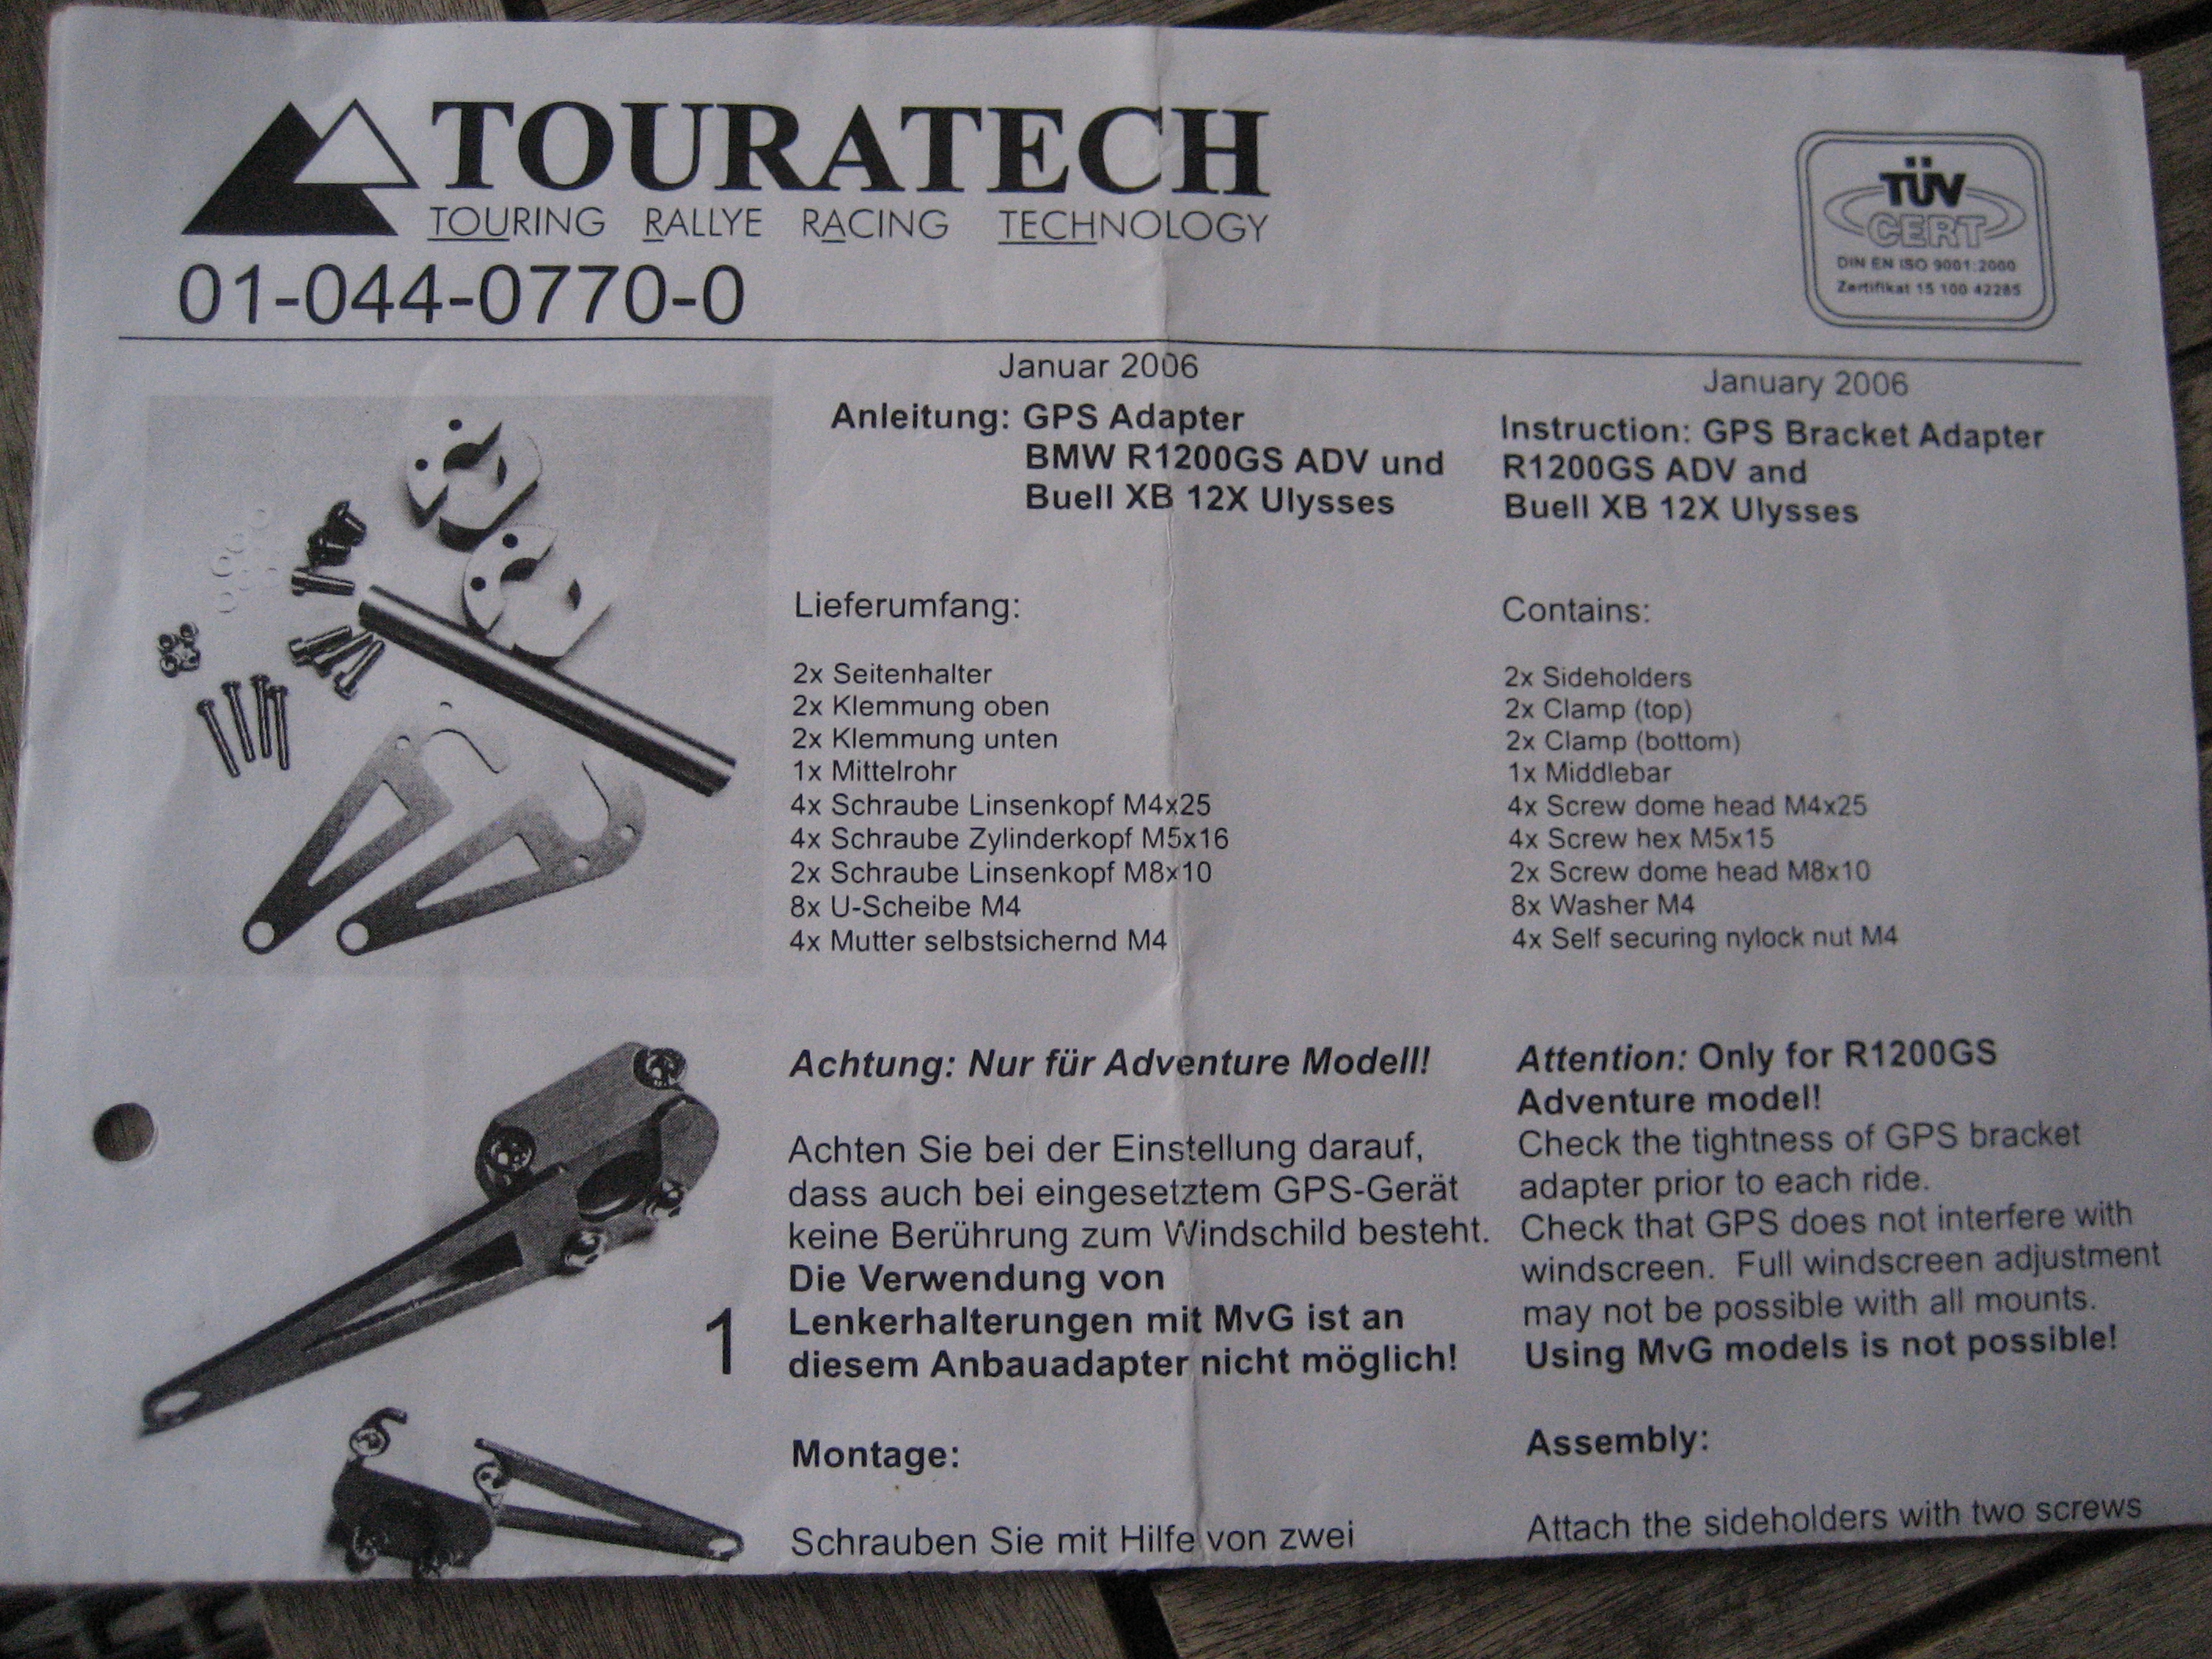 TOURATECH
TOURING RALLYE RACING TECHNOLOGY
01-044-0770-0
TÜV
CERT
DIN EN ISO 9001:2000
Zertifikat 15 100 42285
Januar 2006
Anleitung: GPS Adapter
BMW R1200GS ADV und
Buell XB 12X Ulysses
Lieferumfang:
2x Seitenhalter
2x Klemmung oben
2x Klemmung unten
1x Mittelrohr
4x Schraube Linsenkopf M4x25
4x Schraube Zylinderkopf M5x16
2x Schraube Linsenkopf M8x10
8x U-Scheibe M4
4x Mutter selbstsichernd M4
Achtung: Nur für Adventure Modell!
Achten Sie bei der Einstellung darauf,
dass auch bei eingesetztem GPS-Gerät
keine Berührung zum Windschild besteht.
Die Verwendung von
Lenkerhalterungen mit MvG ist an
diesem Anbauadapter nicht möglich!
1
Montage:
Schrauben Sie mit Hilfe von zwei
January 2006
Instruction: GPS Bracket Adapter
R1200GS ADV and
Buell XB 12X Ulysses
Contains:
2x Sideholders
2x Clamp (top)
2x Clamp (bottom)
1x Middlebar
4x Screw dome head M4x25
4x Screw hex M5x15
2x Screw dome head M8x10
8x Washer M4
4x Self securing nylock nut M4
Attention: Only for R1200GS
Adventure model!
Check the tightness of GPS bracket
adapter prior to each ride.
Check that GPS does not interfere with
windscreen. Full windscreen adjustment
may not be possible with all mounts.
Using MvG models is not possible!
Assembly:
Attach the sideholders with two screws